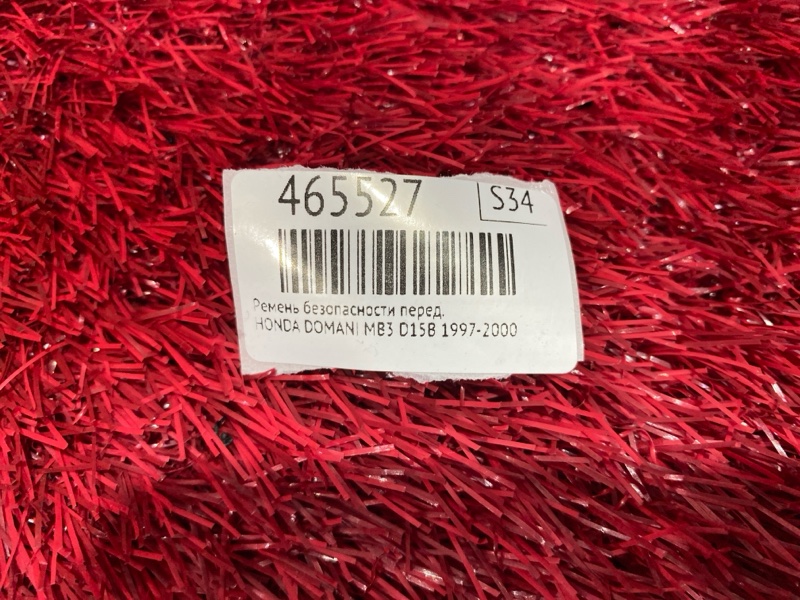 465527 S34
Ремень безопасности перед.
HONDA DOMANI MB3 D15B 1997-2000